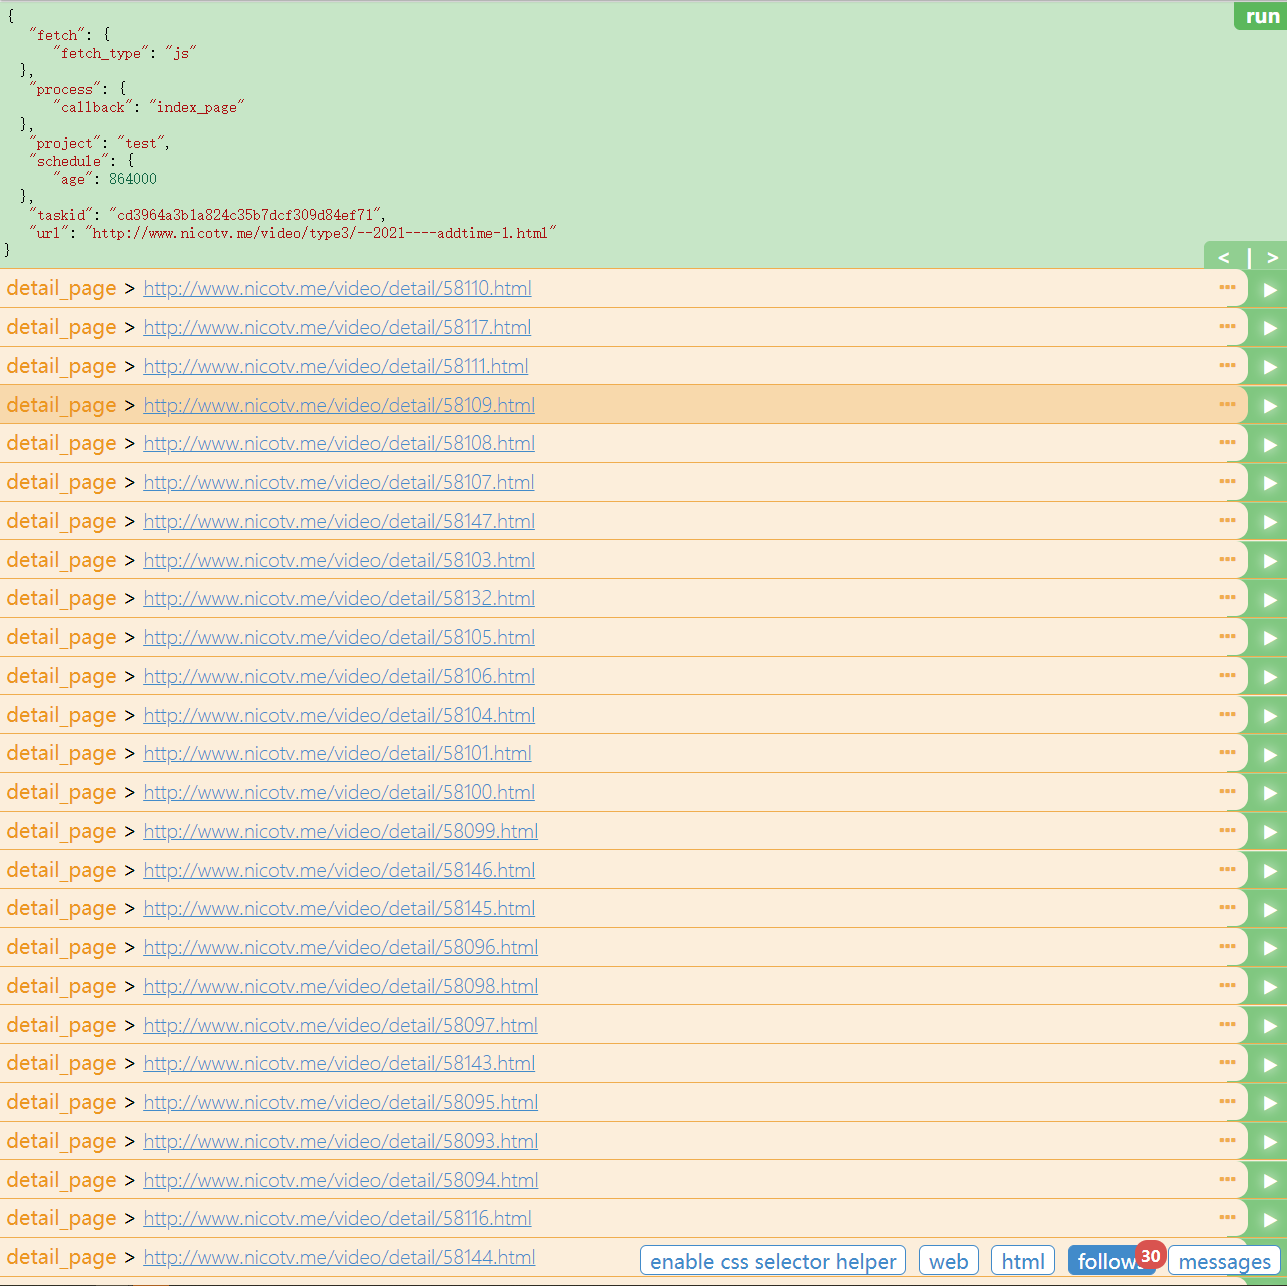 {
run
"fetch": {
"fetch_type": "js"
},
"process": {
"callback": "index_page"
},
"project": "test",
"schedule": {
"age": 864000
},
"taskid": "cd3964a3b1a824c35b7dcf309d84ef71",
"url": "http://www.nicotv.me/video/type3/--2021----addtime-1.html"
}
< | >
detail_page > http://www.nicotv.me/video/detail/58110.html
detail_page > http://www.nicotv.me/video/detail/58117.html
detail_page > http://www.nicotv.me/video/detail/58111.html
detail_page > http://www.nicotv.me/video/detail/58109.html
detail_page > http://www.nicotv.me/video/detail/58108.html
detail_page > http://www.nicotv.me/video/detail/58107.html
detail_page > http://www.nicotv.me/video/detail/58147.html
detail_page > http://www.nicotv.me/video/detail/58103.html
detail_page > http://www.nicotv.me/video/detail/58132.html
detail_page > http://www.nicotv.me/video/detail/58105.html
detail_page > http://www.nicotv.me/video/detail/58106.html
detail_page > http://www.nicotv.me/video/detail/58104.html
detail_page > http://www.nicotv.me/video/detail/58101.html
detail_page > http://www.nicotv.me/video/detail/58100.html
detail_page > http://www.nicotv.me/video/detail/58099.html
detail_page > http://www.nicotv.me/video/detail/58146.html
detail_page > http://www.nicotv.me/video/detail/58145.html
detail_page > http://www.nicotv.me/video/detail/58096.html
detail_page > http://www.nicotv.me/video/detail/58098.html
detail_page > http://www.nicotv.me/video/detail/58097.html
detail_page > http://www.nicotv.me/video/detail/58143.html
detail_page > http://www.nicotv.me/video/detail/58095.html
detail_page > http://www.nicotv.me/video/detail/58093.html
detail_page > http://www.nicotv.me/video/detail/58094.html
detail_page > http://www.nicotv.me/video/detail/58116.html
detail_page > http://www.nicotv.me/video/detail/58144.html
enable css selector helper web html follows 30 messages